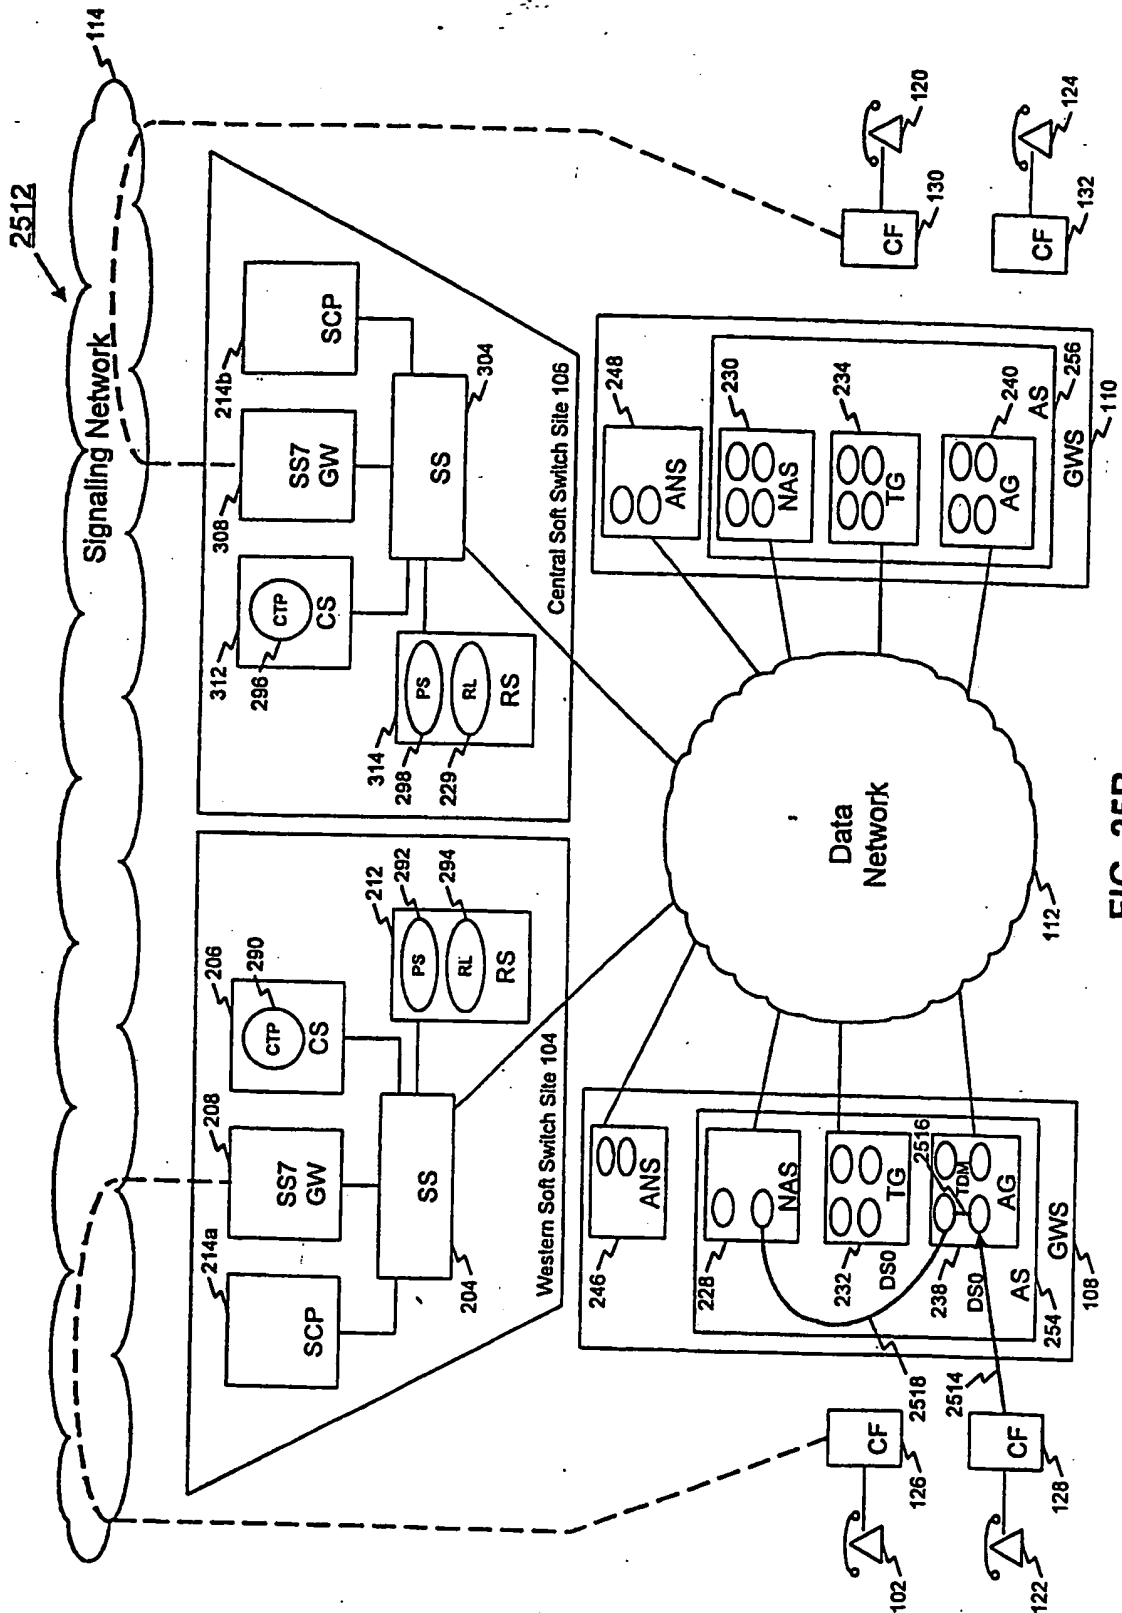 2512
114
Signaling Network
214a
SCP
208
SS7
GW
206
290
CTP
CS
212
292
294
PS
RL
RS
SS
204
Western Soft Switch Site 104
312
296
CTP
CS
308
SS7
GW
214b
SCP
314
298
229
PS
RL
RS
SS
304
Central Soft Switch Site 106
246
ANS
228
NAS
232
TG
DS0
2516
TDM
238
AG
DS0
AS
254
GWS
108
2518
2514
CF
126
102
CF
128
122
Data
Network
112
248
ANS
230
NAS
234
TG
240
AG
AS
256
GWS
110
CF
130
120
CF
132
124